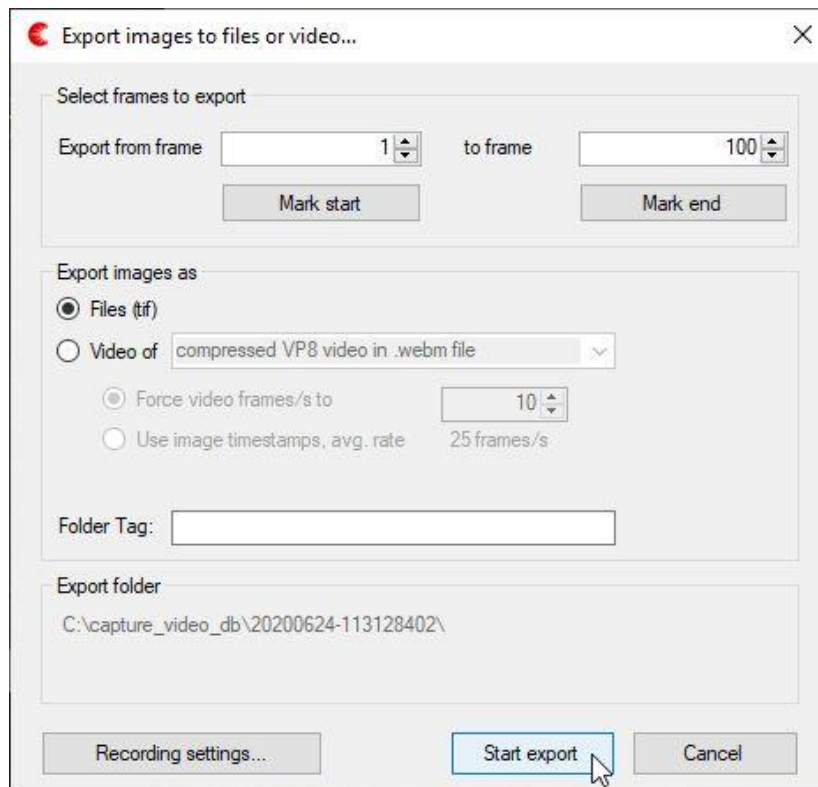 Export images to files or video...
Select frames to export
Export from frame 1 to frame 100
Mark start Mark end
Export images as
Files (tif)
Video of compressed VP8 video in .webm file
Force video frames/s to 10
Use image timestamps, avg. rate 25 frames/s
Folder Tag:
Export folder
C:\capture_video_db\20200624-113128402\
Recording settings... Start export Cancel